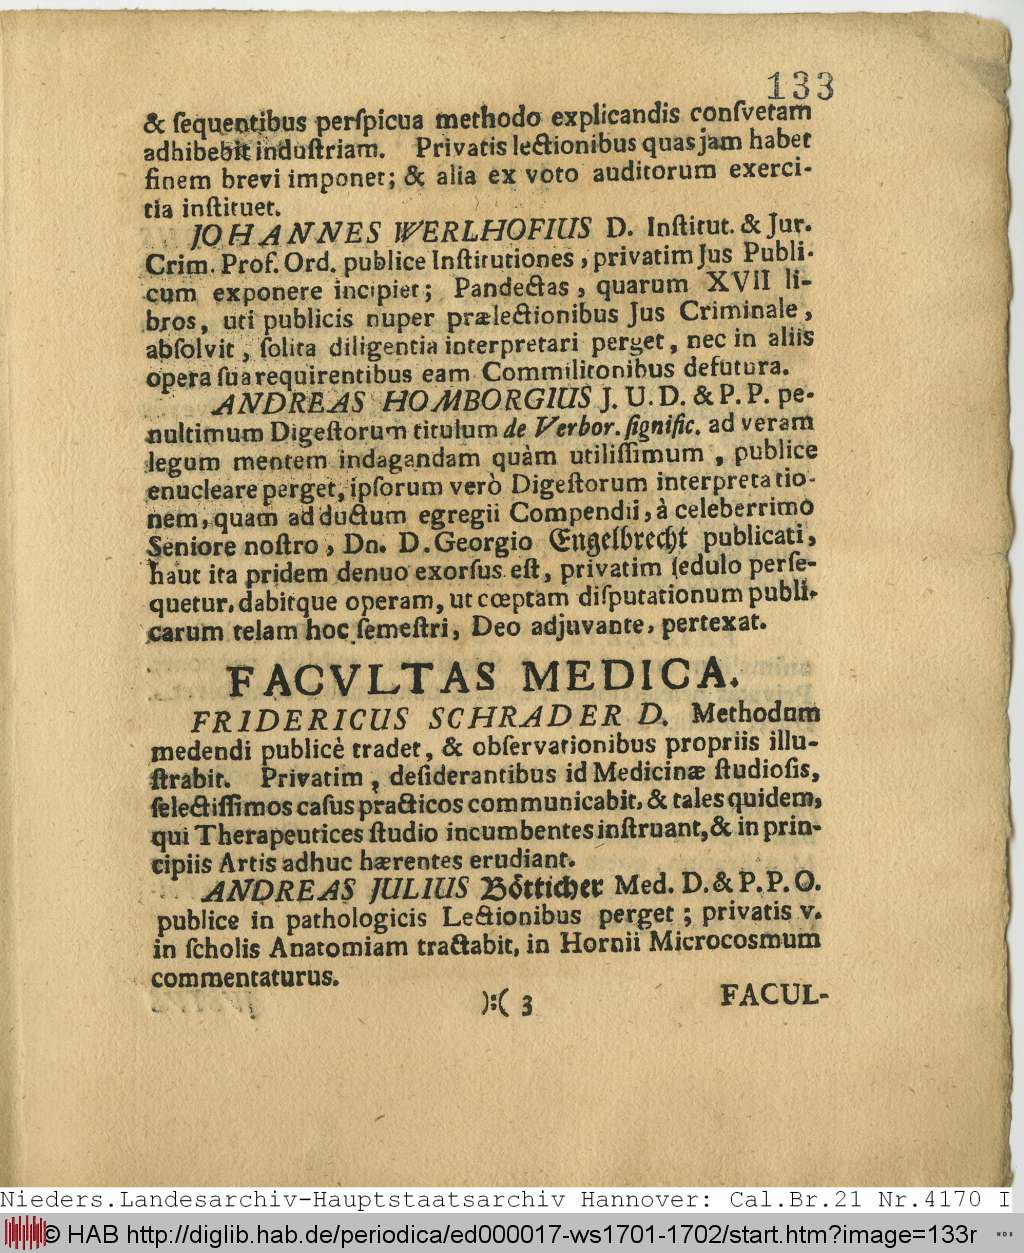 133
& ſequentibus perſpicua methodo explicandis conſvetam
adhibebit induſtriam. Privatis lectionibus quas jam habet
finem brevi imponet; & alia ex voto auditorum exerci-
tia inſtituet.
JOHANNES WERLHOFIUS D. Inſtitut. & Jur.
Crim. Prof. Ord. publice Inſtitutiones, privatim Jus Publi-
cum exponere incipiet; Pandectas, quarum XVII li-
bros, uti publicis nuper prælectionibus Jus Criminale,
abſolvit, ſolita diligentia interpretari perget, nec in aliis
opera ſua requirentibus eam Commilitonibus defutura.
ANDREAS HOMBORGIUS J. U. D. & P. P. pe-
nultimum Digeſtorum titulum de Verbor. ſignific. ad veram
legum mentem indagandam quàm utiliſſimum, publice
enucleare perget, ipſorum verò Digeſtorum interpretatio-
nem, quam ad ductum egregii Compendii, à celeberrimo
Seniore noſtro, Dn. D. Georgio Engelbrecht publicati,
haut ita pridem denuo exorſus eſt, privatim ſedulo perſe-
quetur, dabitque operam, ut cœptam diſputationum publi-
carum telam hoc ſemeſtri, Deo adjuvante, pertexat.
FACVLTAS MEDICA.
FRIDERICUS SCHRADER D. Methodum
medendi publicè tradet, & obſervationibus propriis illu-
ſtrabit. Privatim, deſiderantibus id Medicinæ ſtudioſis,
ſelectiſſimos caſus practicos communicabit, & tales quidem,
qui Therapeutices ſtudio incumbentes inſtruant, & in prin-
cipiis Artis adhuc hærentes erudiant.
ANDREAS JULIUS Bötticher Med. D. & P. P. O.
publice in pathologicis Lectionibus perget; privatis v.
in ſcholis Anatomiam tractabit, in Hornii Microcosmum
commentaturus.
):( 3 FACUL-
Nieders.Landesarchiv-Hauptstaatsarchiv Hannover: Cal.Br.21 Nr.4170 I
© HAB http://diglib.hab.de/periodica/ed000017-ws1701-1702/start.htm?image=133r